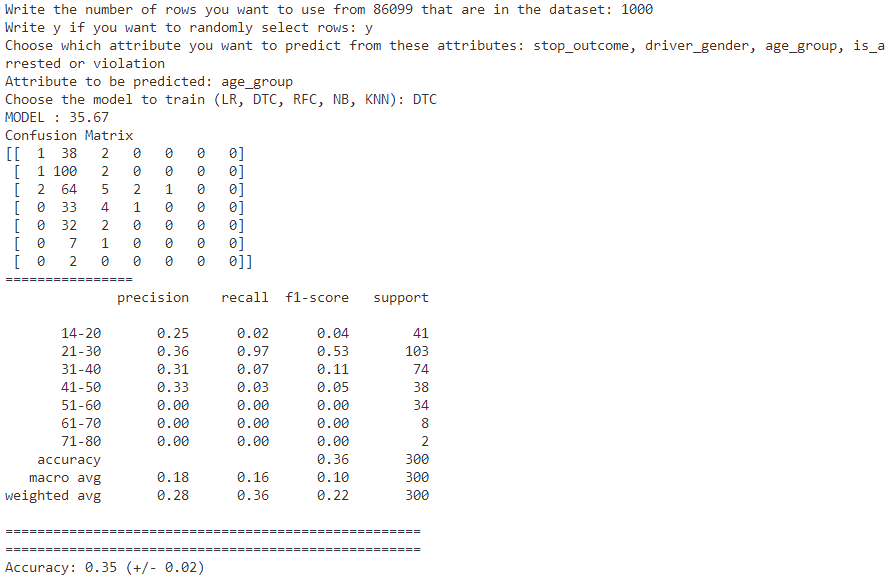 Write the number of rows you want to use from 86099 that are in the dataset: 1000
Write y if you want to randomly select rows: y
Choose which attribute you want to predict from these attributes: stop_outcome, driver_gender, age_group, is_a
rrested or violation
Attribute to be predicted: age_group
Choose the model to train (LR, DTC, RFC, NB, KNN): DTC
MODEL : 35.67
Confusion Matrix
[[  1  38   2   0   0   0   0]
 [  1 100   2   0   0   0   0]
 [  2  64   5   2   1   0   0]
 [  0  33   4   1   0   0   0]
 [  0  32   2   0   0   0   0]
 [  0   7   1   0   0   0   0]
 [  0   2   0   0   0   0   0]]
================
              precision    recall  f1-score   support
       14-20       0.25      0.02      0.04        41
       21-30       0.36      0.97      0.53       103
       31-40       0.31      0.07      0.11        74
       41-50       0.33      0.03      0.05        38
       51-60       0.00      0.00      0.00        34
       61-70       0.00      0.00      0.00         8
       71-80       0.00      0.00      0.00         2
    accuracy                           0.36       300
   macro avg       0.18      0.16      0.10       300
weighted avg       0.28      0.36      0.22       300
====================================================
====================================================
Accuracy: 0.35 (+/- 0.02)